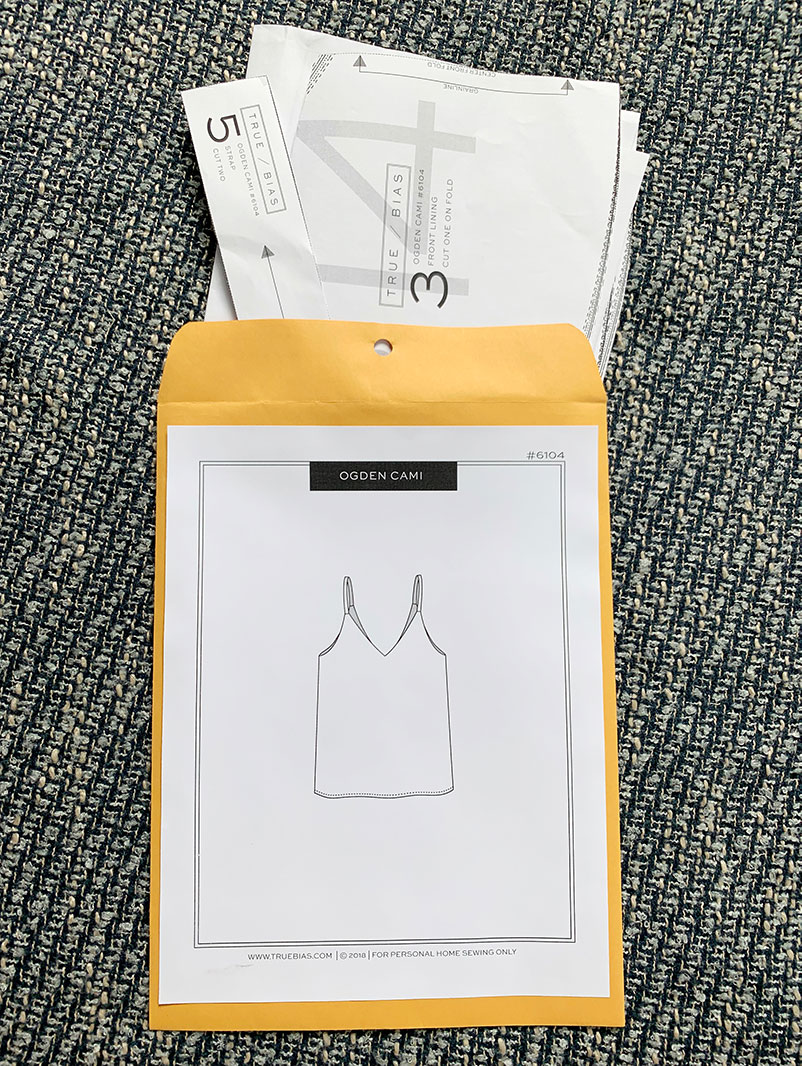 TRUE / BIAS
OGDEN CAMI #6104
STRAP
CUT TWO
5
CENTER FRONT FOLD
GRAINLINE
14
TRUE / BIAS
OGDEN CAMI #6104
FRONT LINING
CUT ONE ON FOLD
3
#6104
OGDEN CAMI
WWW.TRUEBIAS.COM | © 2018 | FOR PERSONAL HOME SEWING ONLY